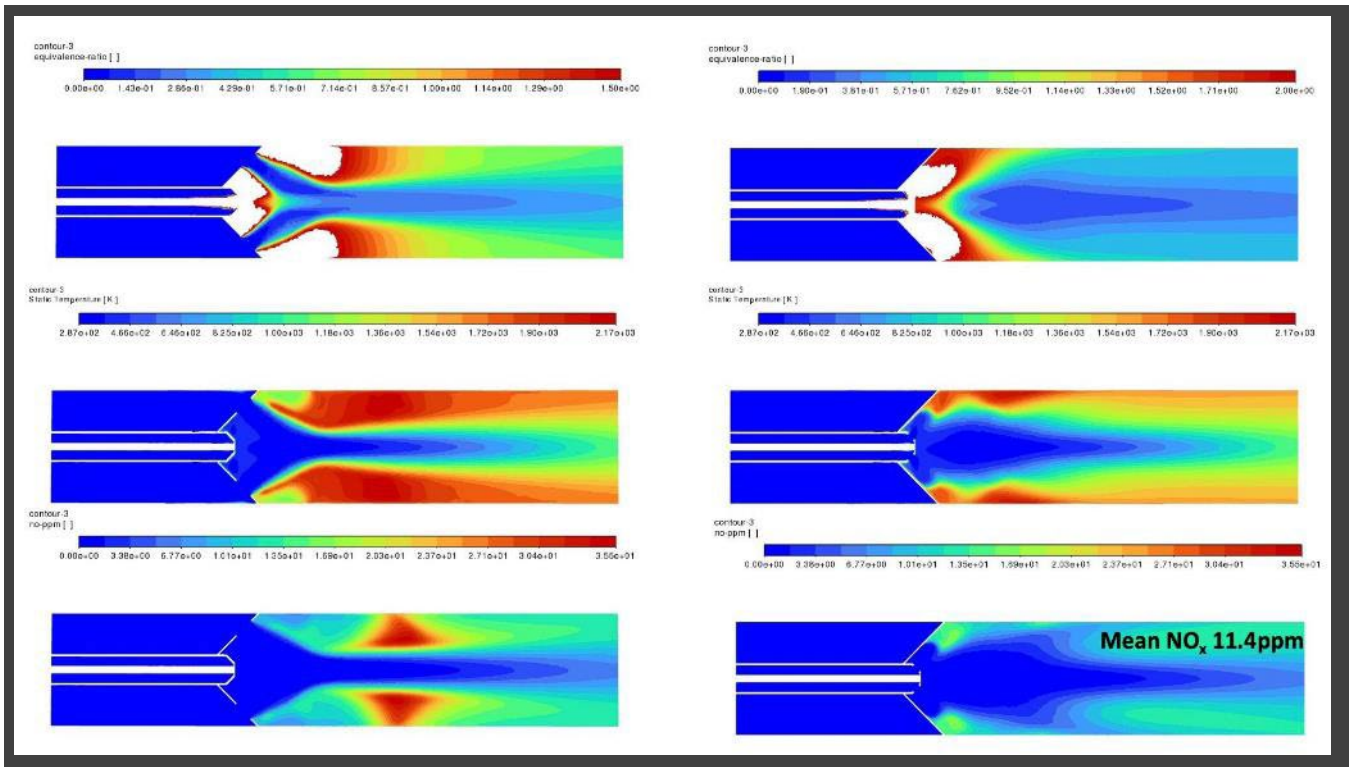 contour-3
equivalence-ratio [ ]
0.00e+00 1.43e-01 2.86e-01 4.29e-01 5.71e-01 7.14e-01 8.57e-01 1.00e+00 1.14e+00 1.29e+00 1.50e+00
contour-3
equivalence-ratio [ ]
0.00e+00 1.90e-01 3.81e-01 5.71e-01 7.62e-01 9.52e-01 1.14e+00 1.33e+00 1.52e+00 1.71e+00 2.00e+00
contour-3
Static Temperature [K]
2.87e+02 4.66e+02 6.46e+02 8.25e+02 1.00e+03 1.18e+03 1.36e+03 1.54e+03 1.72e+03 1.90e+03 2.17e+03
contour-3
Static Temperature [K]
2.87e+02 4.66e+02 6.46e+02 8.25e+02 1.00e+03 1.18e+03 1.36e+03 1.54e+03 1.72e+03 1.90e+03 2.17e+03
contour-3
no-ppm [ ]
0.00e+00 3.38e+00 6.77e+00 1.01e+01 1.35e+01 1.69e+01 2.03e+01 2.37e+01 2.71e+01 3.04e+01 3.55e+01
contour-3
no-ppm [ ]
0.00e+00 3.38e+00 6.77e+00 1.01e+01 1.35e+01 1.69e+01 2.03e+01 2.37e+01 2.71e+01 3.04e+01 3.55e+01
Mean NOₓ 11.4ppm